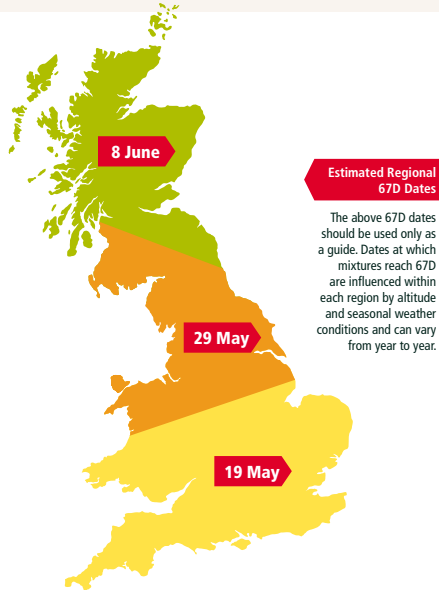 8 June
Estimated Regional
67D Dates
The above 67D dates
should be used only as
a guide. Dates at which
mixtures reach 67D
are influenced within
each region by altitude
and seasonal weather
conditions and can vary
from year to year.
29 May
19 May